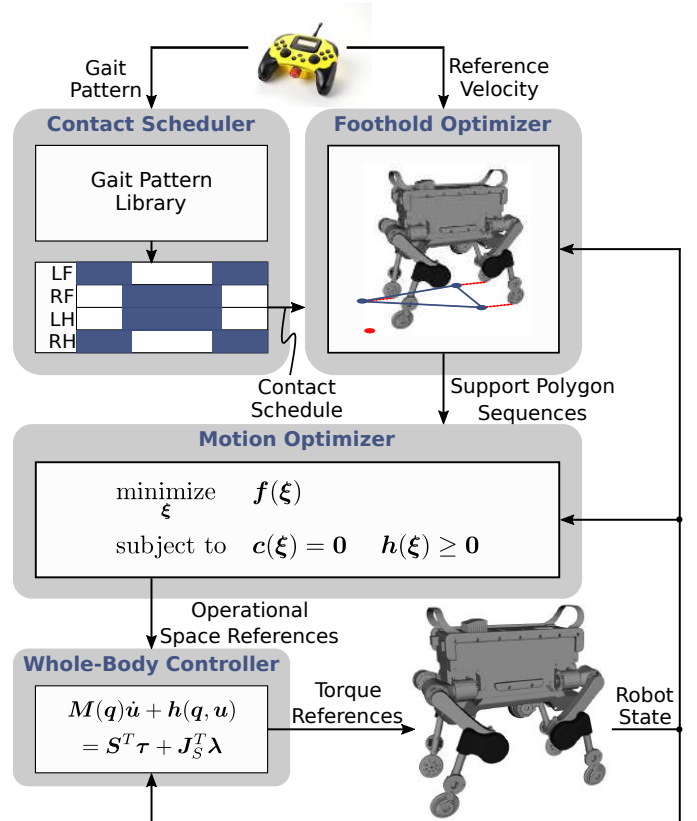 Gait
Pattern
Reference
Velocity
Contact Scheduler
Foothold Optimizer
Gait Pattern
Library
LF
RF
LH
RH
Contact
Schedule
Support Polygon
Sequences
Motion Optimizer
minimize f(ξ)
ξ
subject to c(ξ) = 0 h(ξ) ≥ 0
Operational
Space References
Whole-Body Controller
M(q)u̇ + h(q, u)
= S^T τ + J_S^T λ
Torque
References
Robot
State